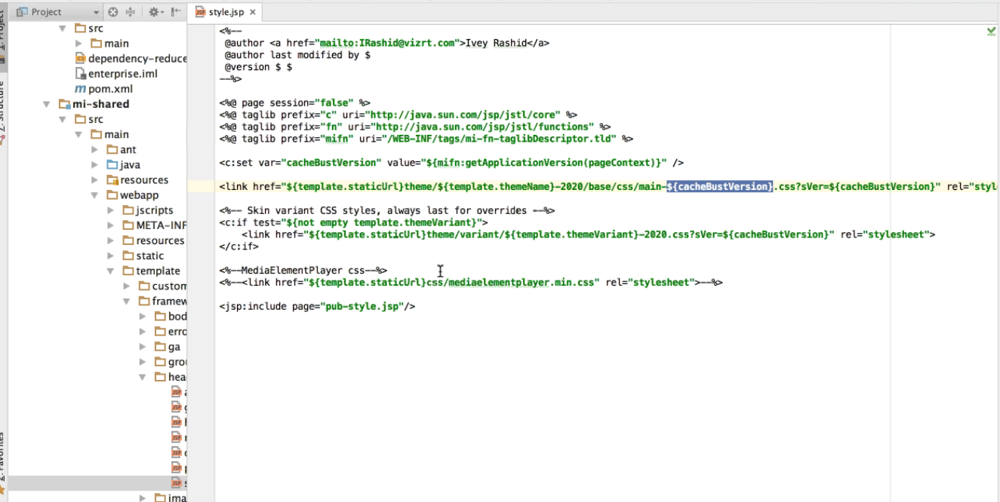 Project
style.jsp
1: Project
Z: Structure
2: Favorites
src
main
dependency-reduce
enterprise.iml
pom.xml
mi-shared
src
main
ant
java
resources
webapp
jscripts
META-INF
resources
static
template
custom
framew
bod
erro
ga
gro
hea
ima
<%--
@author <a href="mailto:IRashid@vizrt.com">Ivey Rashid</a>
@author last modified by $
@version $ $
--%>
<%@ page session="false" %>
<%@ taglib prefix="c" uri="http://java.sun.com/jsp/jstl/core" %>
<%@ taglib prefix="fn" uri="http://java.sun.com/jsp/jstl/functions" %>
<%@ taglib prefix="mifn" uri="/WEB-INF/tags/mi-fn-taglibDescriptor.tld" %>
<c:set var="cacheBustVersion" value="${mifn:getApplicationVersion(pageContext)}" />
<link href="${template.staticUrl}theme/${template.themeName}-2020/base/css/main-${cacheBustVersion}.css?sVer=${cacheBustVersion}" rel="styl
<%-- Skin variant CSS styles, always last for overrides --%>
<c:if test="${not empty template.themeVariant}">
<link href="${template.staticUrl}theme/variant/${template.themeVariant}-2020.css?sVer=${cacheBustVersion}" rel="stylesheet">
</c:if>
<%--MediaElementPlayer css--%>
<%--<link href="${template.staticUrl}css/mediaelementplayer.min.css" rel="stylesheet">--%>
<jsp:include page="pub-style.jsp"/>